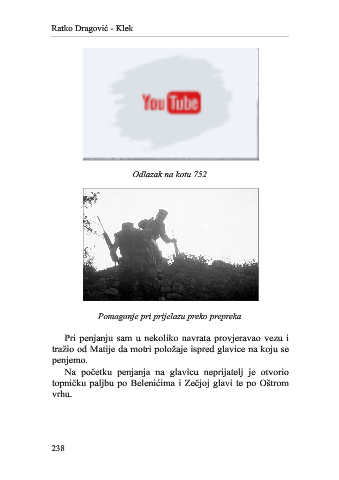 Ratko Dragović - Klek
YouTube
Odlazak na kotu 752
Pomaganje pri prijelazu preko prepreka
Pri penjanju sam u nekoliko navrata provjeravao vezu i
tražio od Matije da motri položaje ispred glavice na koju se
penjemo.
Na početku penjanja na glavicu neprijatelj je otvorio
topničku paljbu po Belenićima i Zečjoj glavi te po Oštrom
vrhu.
238